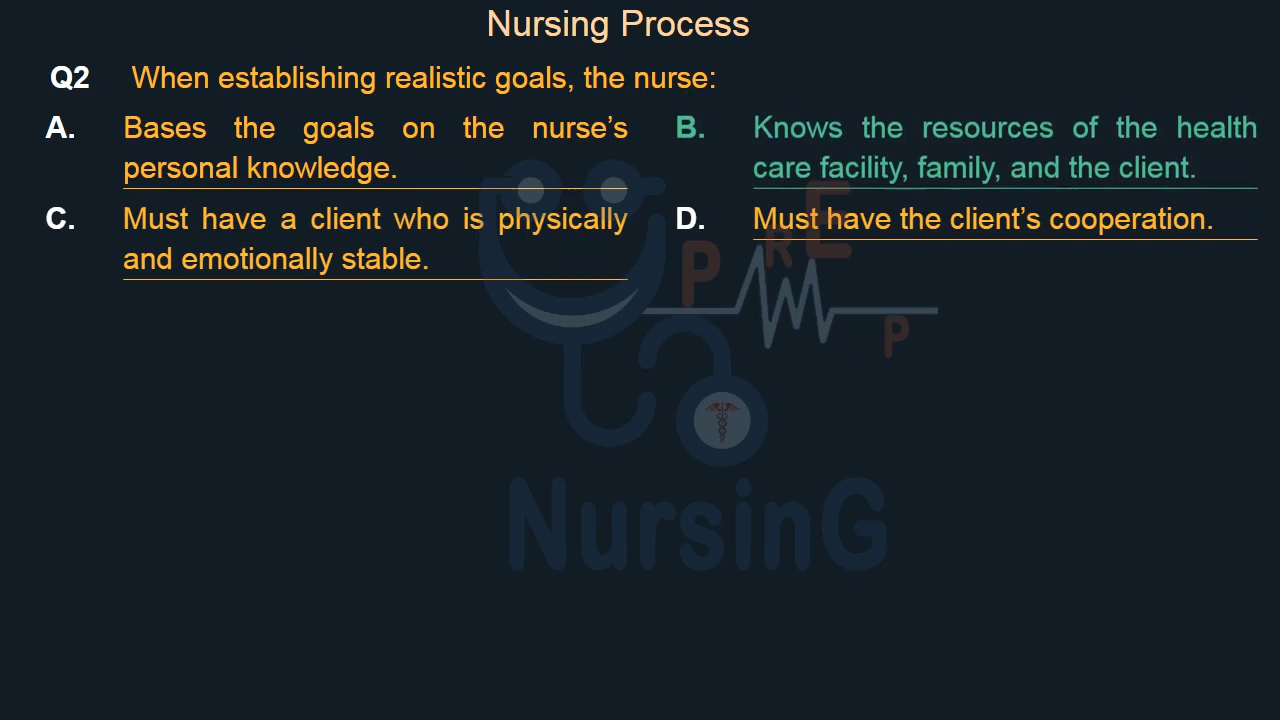 Nursing Process
Q2 When establishing realistic goals, the nurse:
A. Bases the goals on the nurse’s
personal knowledge.
B. Knows the resources of the health
care facility, family, and the client.
C. Must have a client who is physically
and emotionally stable.
D. Must have the client’s cooperation.
PREP
NursinG